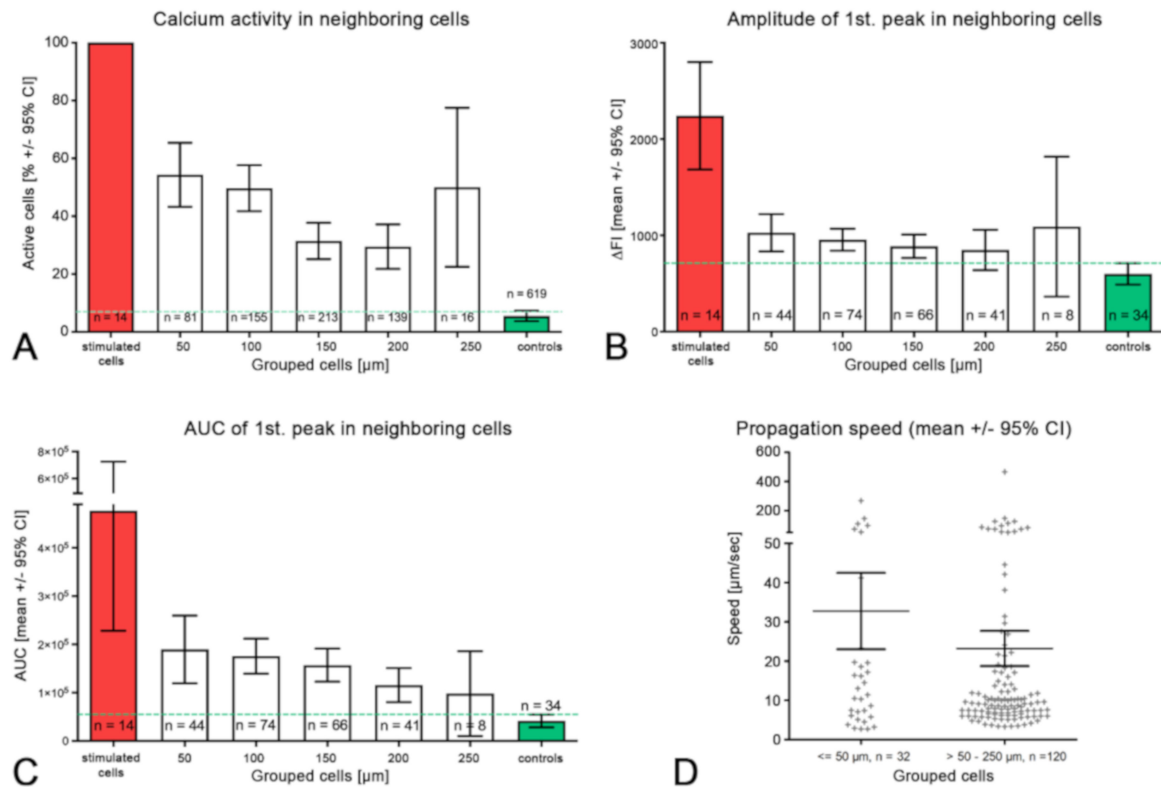 Calcium activity in neighboring cells
Active cells [% +/- 95% CI]
100
80
60
40
20
0
n = 14
n = 81
n =155
n = 213
n = 139
n = 16
n = 619
stimulated
cells
50
100
150
200
250
controls
Grouped cells [µm]
A
Amplitude of 1st. peak in neighboring cells
ΔFI [mean +/- 95% CI]
3000
2000
1000
0
n = 14
n = 44
n = 74
n = 66
n = 41
n = 8
n = 34
stimulated
cells
50
100
150
200
250
controls
Grouped cells [µm]
B
AUC of 1st. peak in neighboring cells
AUC [mean +/- 95% CI]
8×10⁵
6×10⁵
4×10⁵
3×10⁵
2×10⁵
1×10⁵
0
n = 14
n = 44
n = 74
n = 66
n = 41
n = 8
n = 34
stimulated
cells
50
100
150
200
250
controls
Grouped cells [µm]
C
Propagation speed (mean +/- 95% CI)
Speed [µm/sec]
600
400
200
50
40
30
20
10
0
<= 50 µm, n = 32
> 50 - 250 µm, n =120
Grouped cells
D